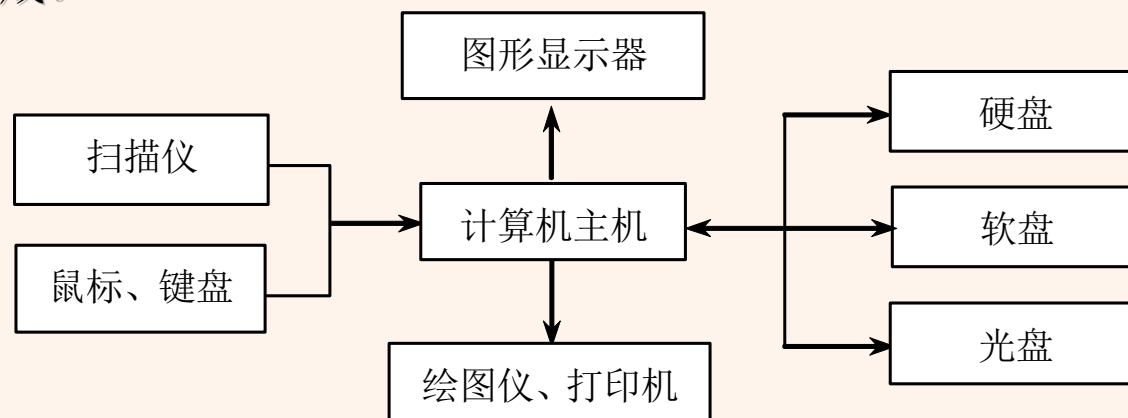 图形显示器
扫描仪
硬盘
计算机主机
软盘
鼠标、键盘
光盘
绘图仪、打印机